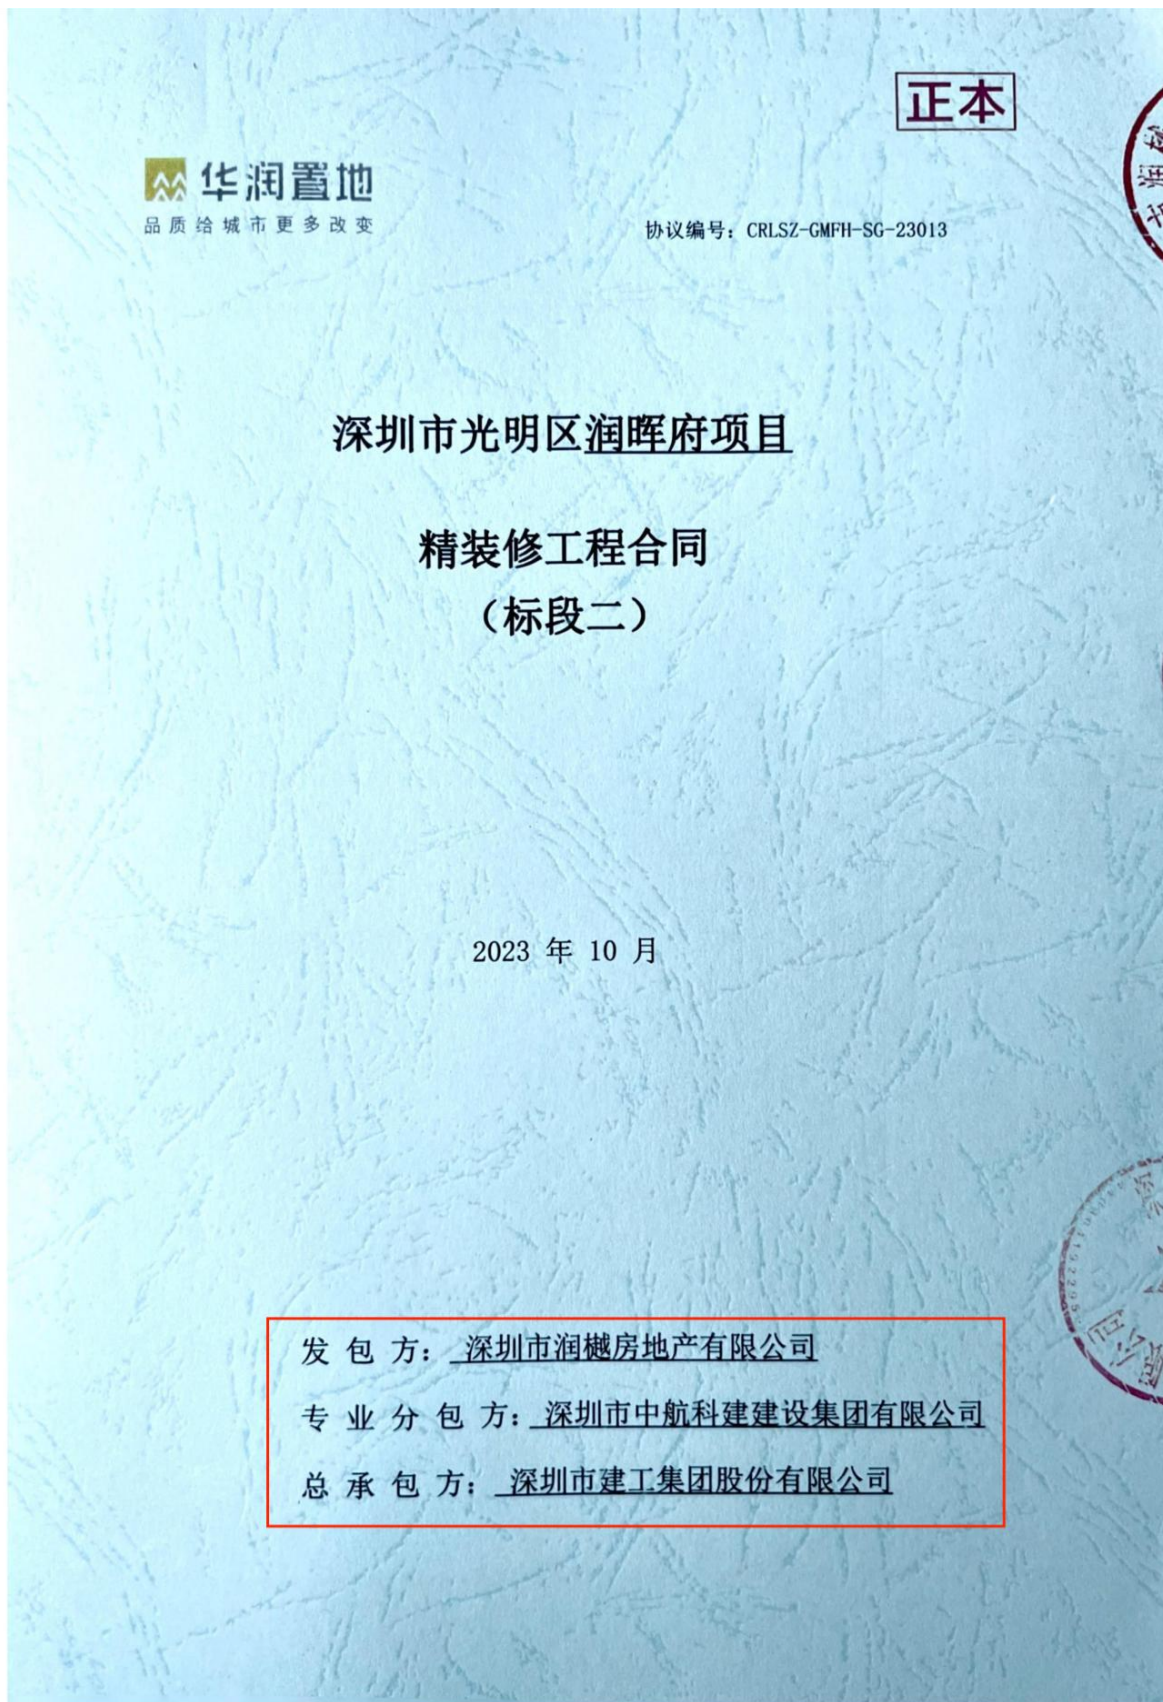 正本
华润置地
品质给城市更多改变
协议编号：CRLSZ-GMFH-SG-23013
深圳市光明区润晖府项目
精装修工程合同
（标段二）
2023 年 10 月
发 包 方：深圳市润樾房地产有限公司
专 业 分 包 方：深圳市中航科建建设集团有限公司
总 承 包 方：深圳市建工集团股份有限公司